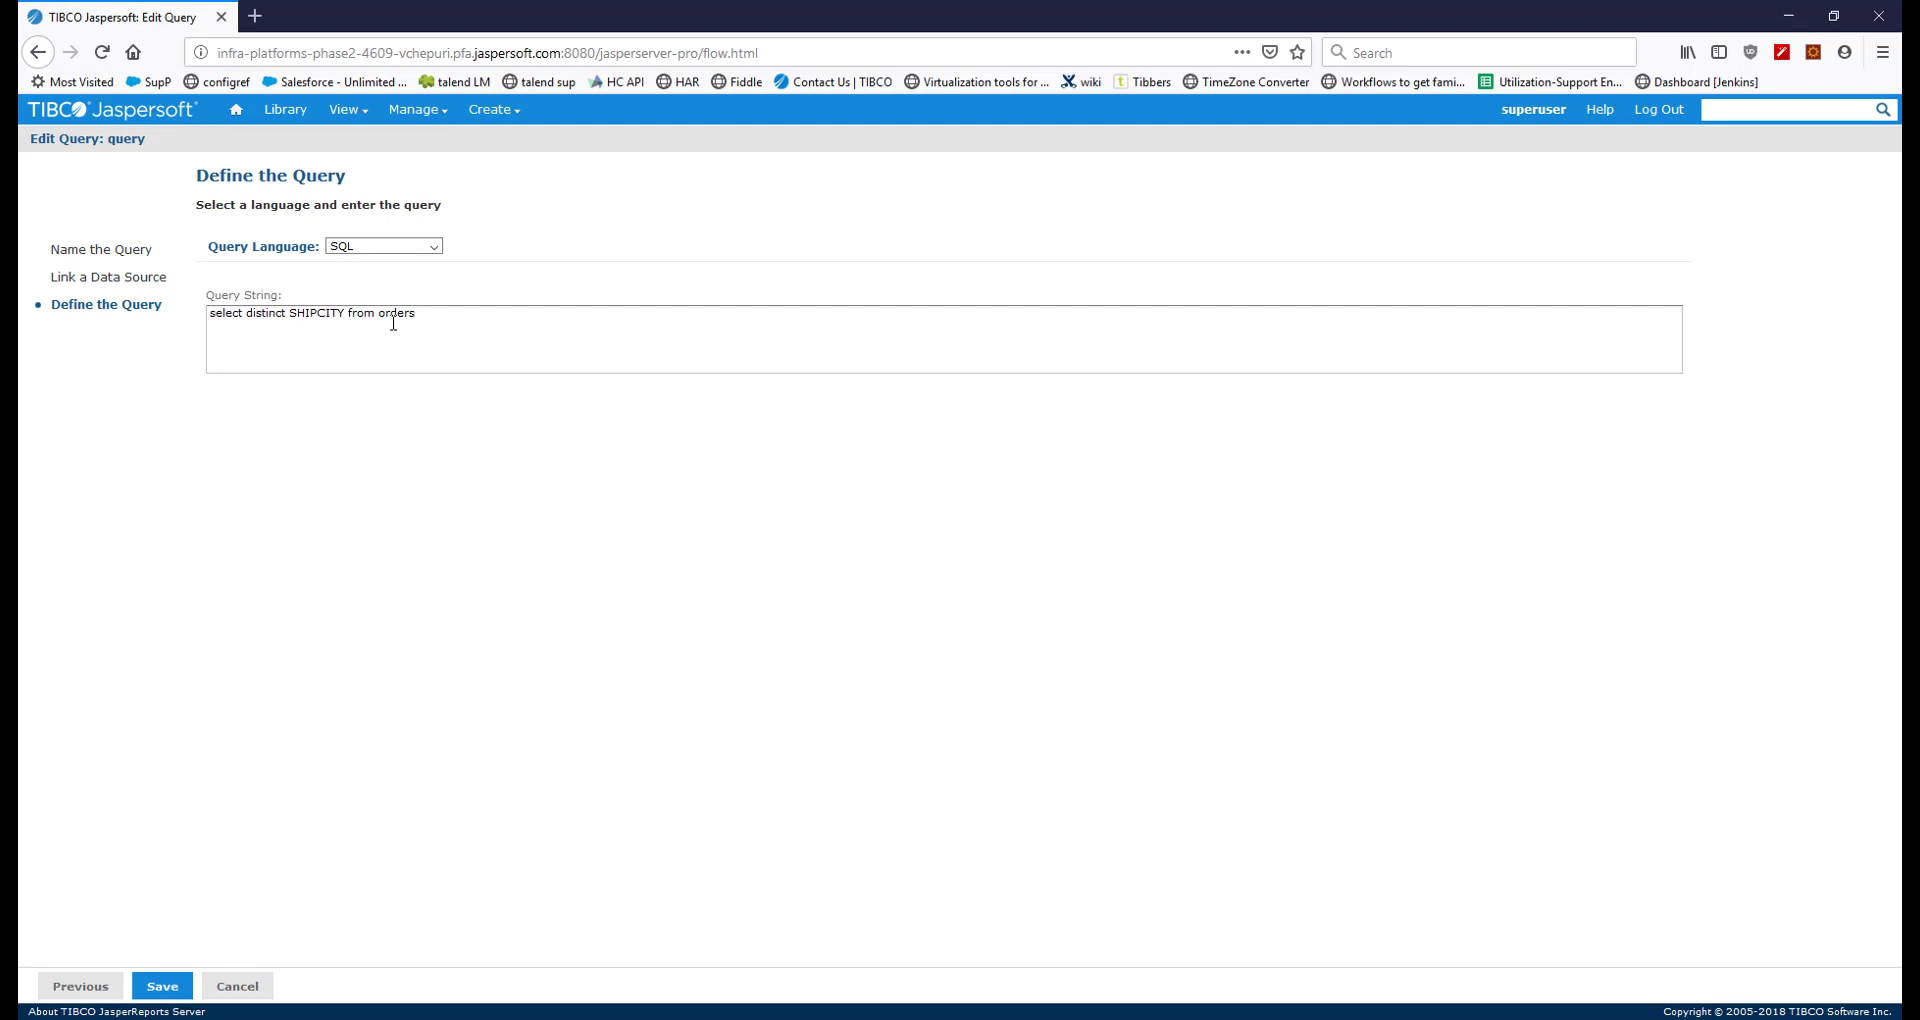 TIBCO Jaspersoft: Edit Query
infra-platforms-phase2-4609-vchepuri.pfa.jaspersoft.com:8080/jasperserver-pro/flow.html
Search
Most Visited SupP configref Salesforce - Unlimited ... talend LM talend sup HC API HAR Fiddle Contact Us | TIBCO Virtualization tools for ... wiki Tibbers TimeZone Converter Workflows to get fami... Utilization-Support En... Dashboard [Jenkins]
TIBCO Jaspersoft Library View Manage Create superuser Help Log Out
Edit Query: query
Define the Query
Select a language and enter the query
Name the Query
Link a Data Source
Define the Query
Query Language: SQL
Query String:
select distinct SHIPCITY from orders
Previous Save Cancel
About TIBCO JasperReports Server Copyright © 2005-2018 TIBCO Software Inc.